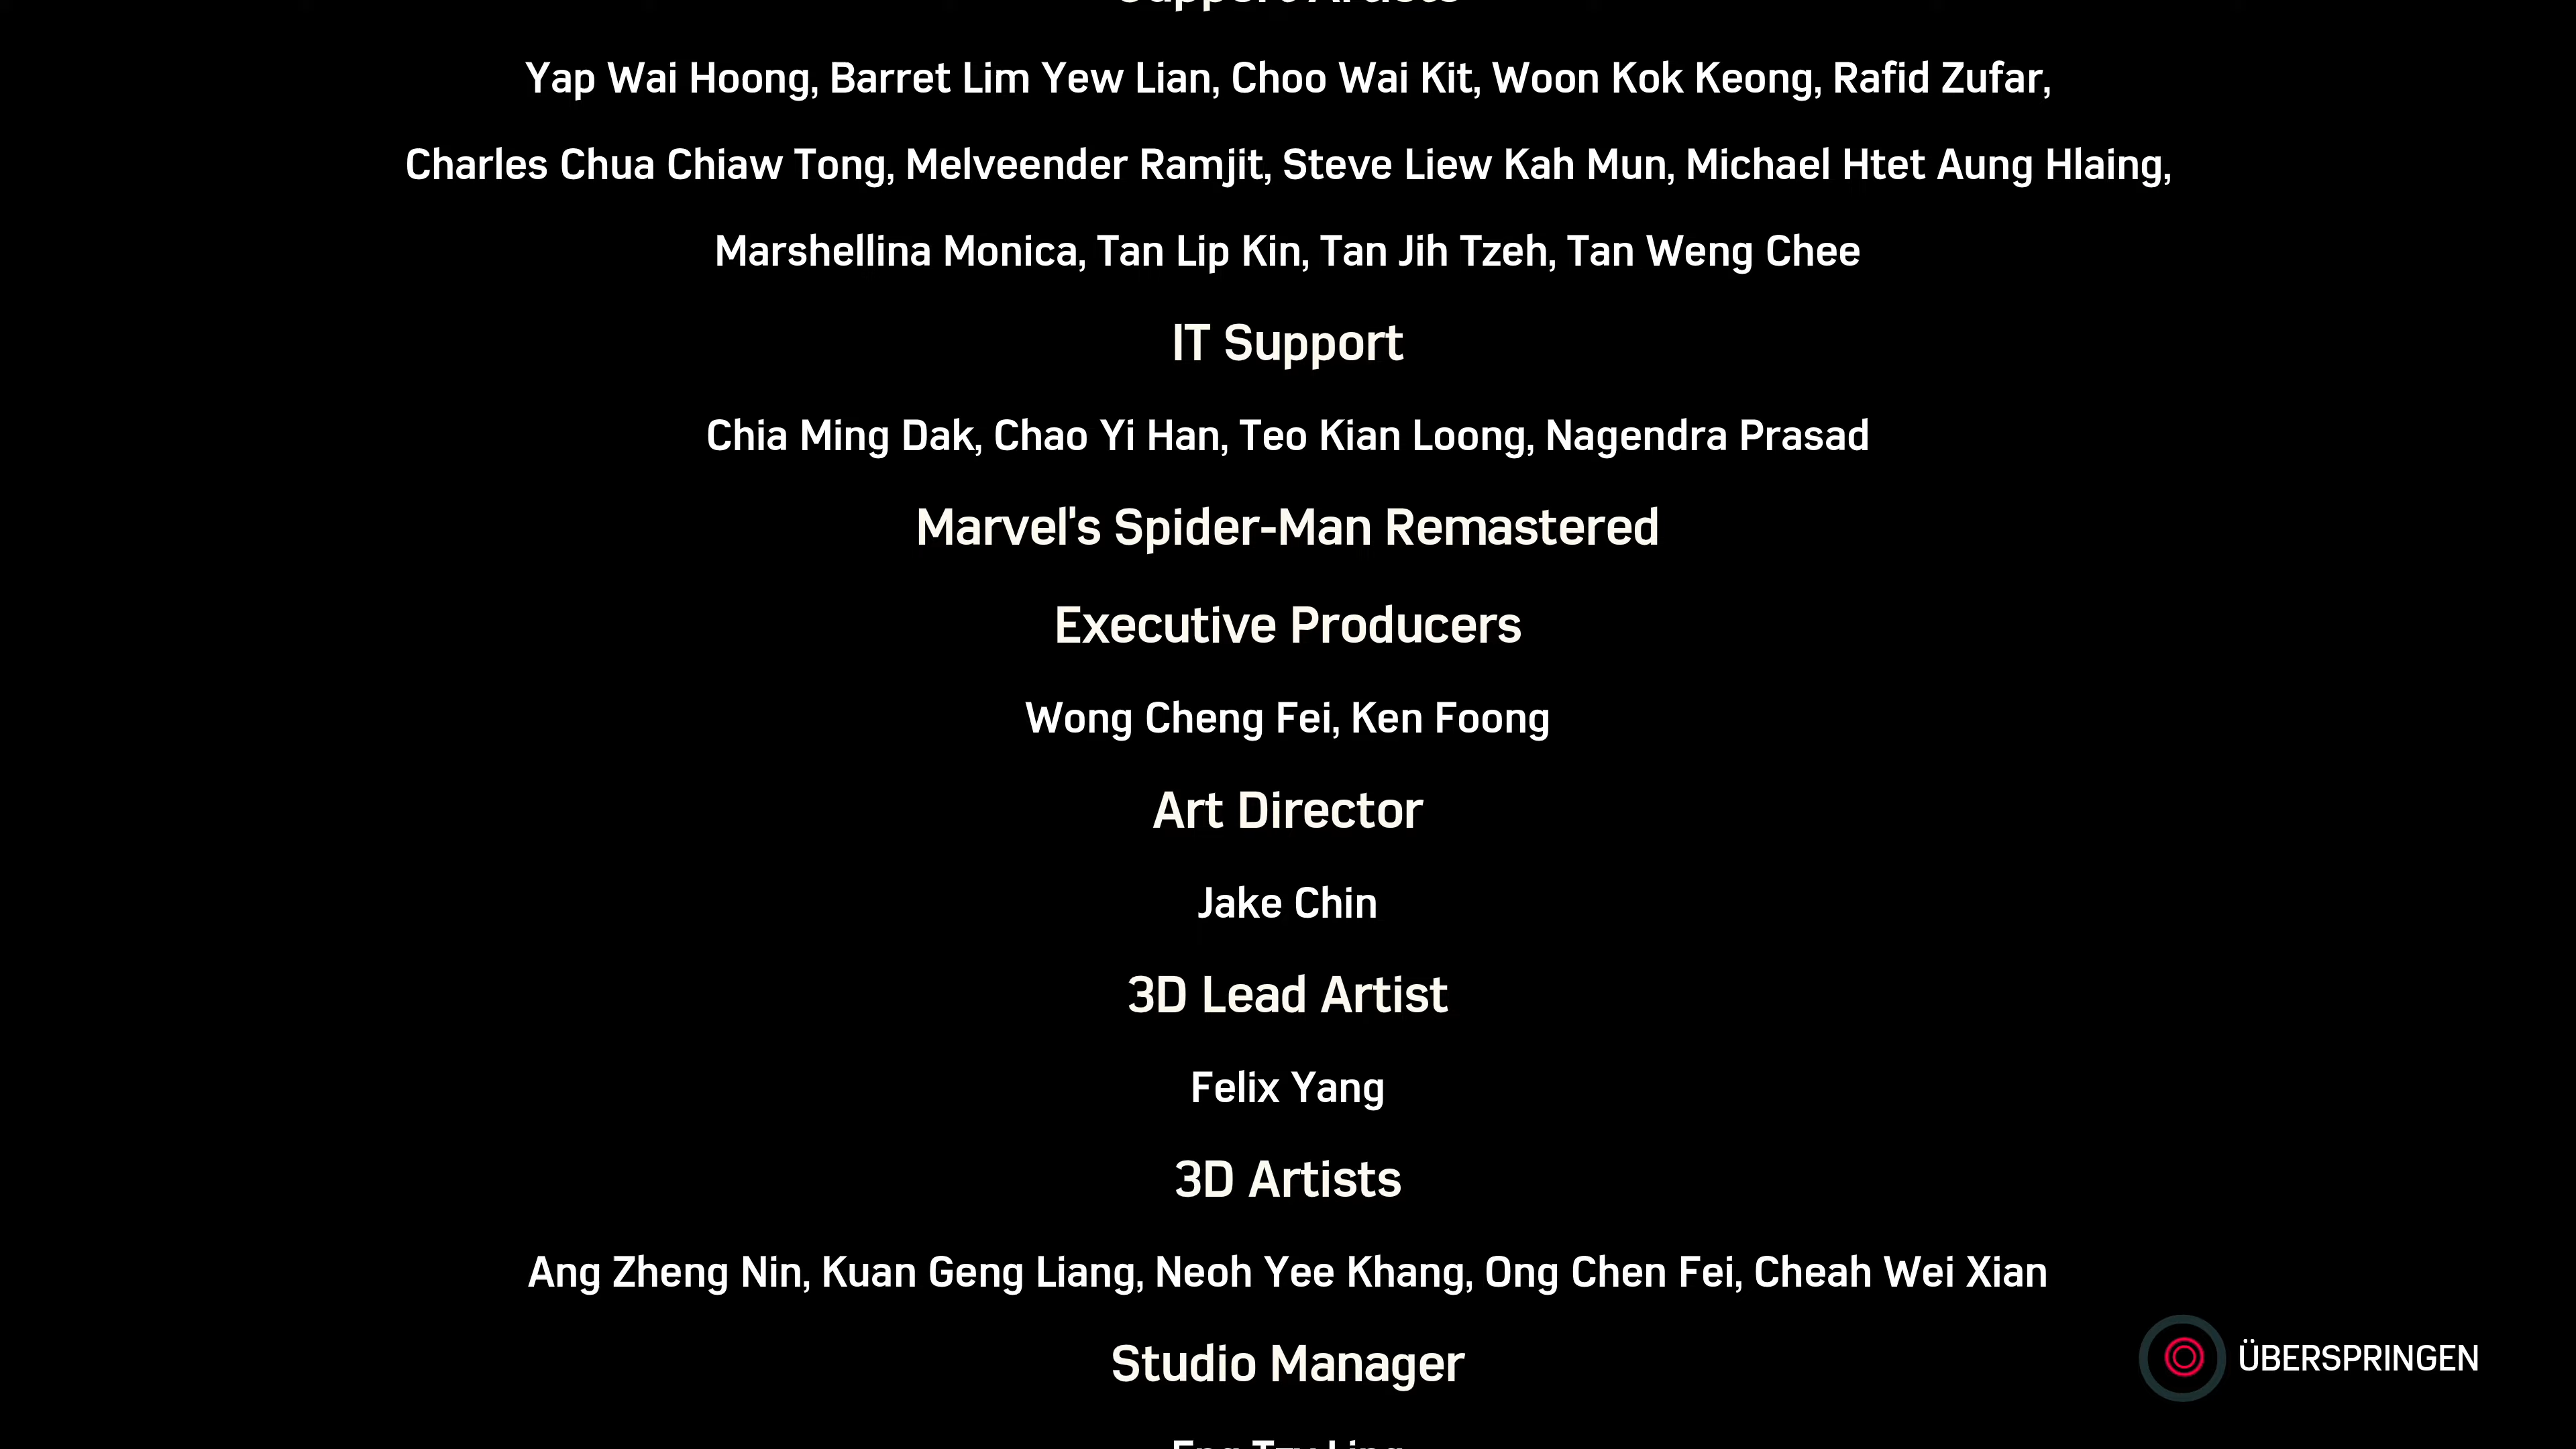 Support Artists
Yap Wai Hoong, Barret Lim Yew Lian, Choo Wai Kit, Woon Kok Keong, Rafid Zufar,
Charles Chua Chiaw Tong, Melveender Ramjit, Steve Liew Kah Mun, Michael Htet Aung Hlaing,
Marshellina Monica, Tan Lip Kin, Tan Jih Tzeh, Tan Weng Chee
IT Support
Chia Ming Dak, Chao Yi Han, Teo Kian Loong, Nagendra Prasad
Marvel's Spider-Man Remastered
Executive Producers
Wong Cheng Fei, Ken Foong
Art Director
Jake Chin
3D Lead Artist
Felix Yang
3D Artists
Ang Zheng Nin, Kuan Geng Liang, Neoh Yee Khang, Ong Chen Fei, Cheah Wei Xian
Studio Manager
ÜBERSPRINGEN